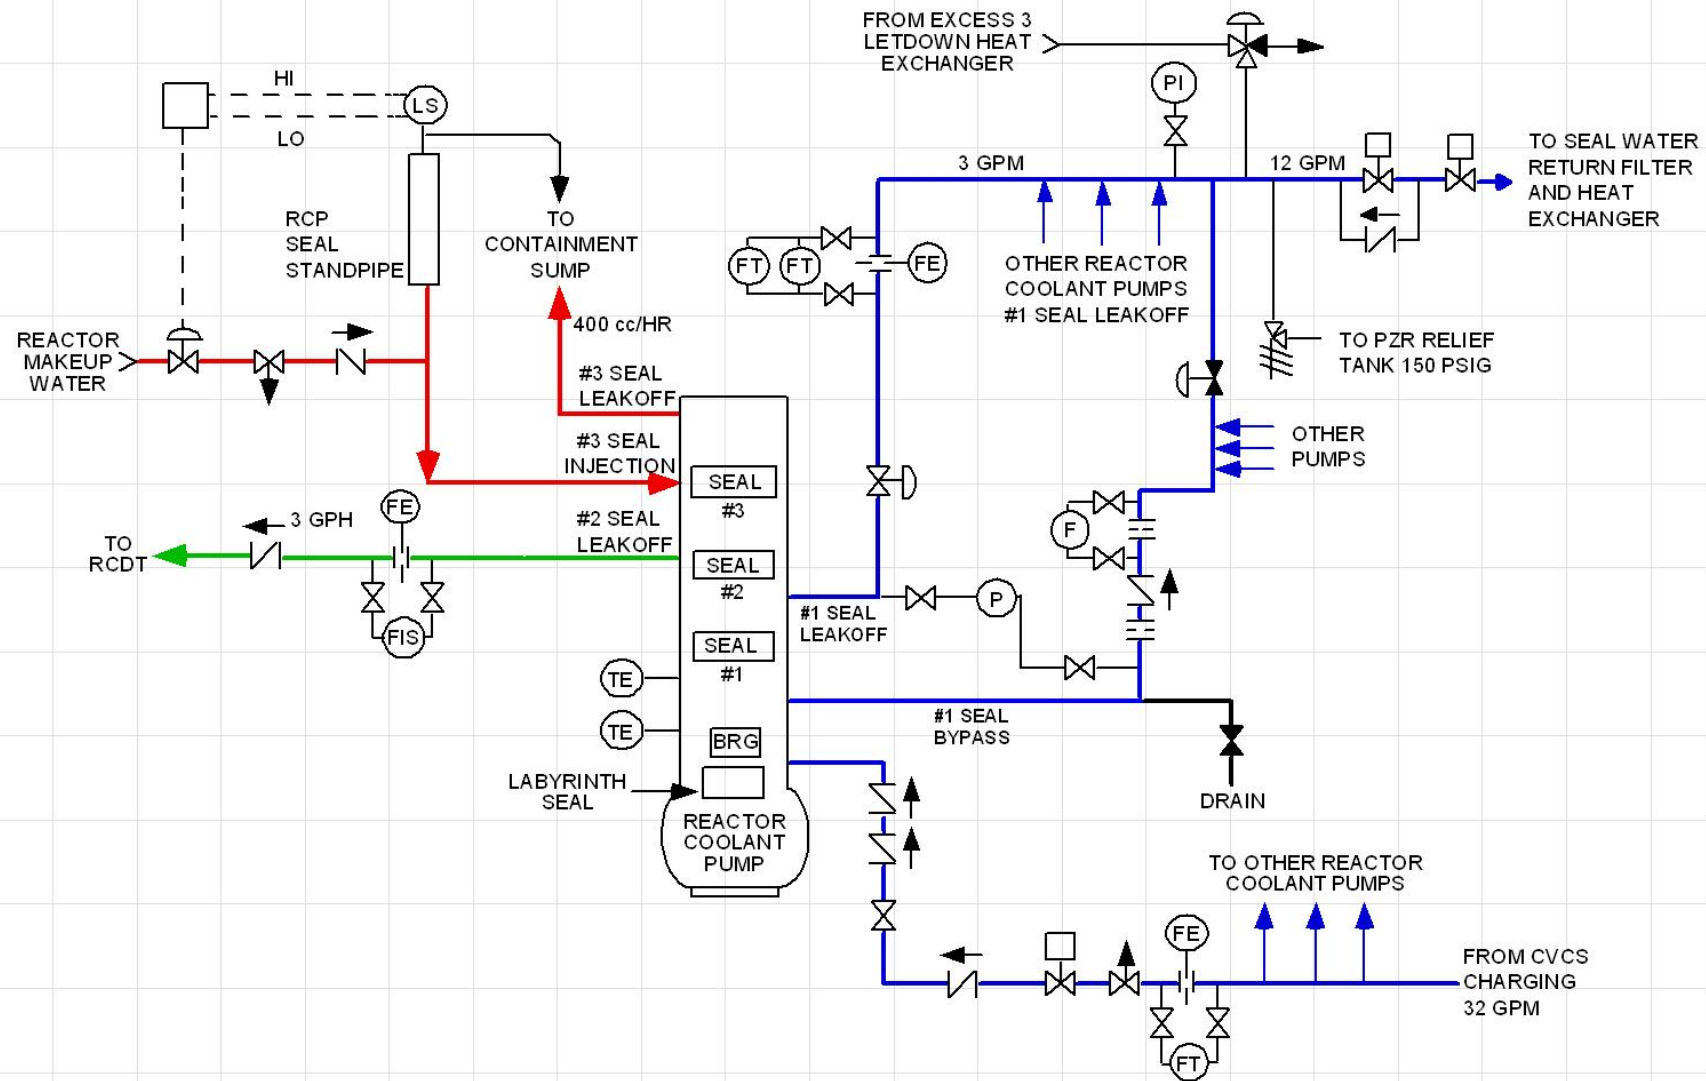 FROM EXCESS 3
LETDOWN HEAT
EXCHANGER
PI
HI
LS
LO
TO SEAL WATER
RETURN FILTER
AND HEAT
EXCHANGER
3 GPM
12 GPM
RCP
SEAL
STANDPIPE
TO
CONTAINMENT
SUMP
FT
FT
FE
OTHER REACTOR
COOLANT PUMPS
#1 SEAL LEAKOFF
400 cc/HR
REACTOR
MAKEUP
WATER
TO PZR RELIEF
TANK 150 PSIG
#3 SEAL
LEAKOFF
#3 SEAL
INJECTION
OTHER
PUMPS
SEAL
#3
FE
3 GPH
#2 SEAL
LEAKOFF
F
TO
RCDT
SEAL
#2
P
#1 SEAL
LEAKOFF
FIS
SEAL
#1
TE
TE
#1 SEAL
BYPASS
BRG
LABYRINTH
SEAL
DRAIN
REACTOR
COOLANT
PUMP
TO OTHER REACTOR
COOLANT PUMPS
FE
FROM CVCS
CHARGING
32 GPM
FT